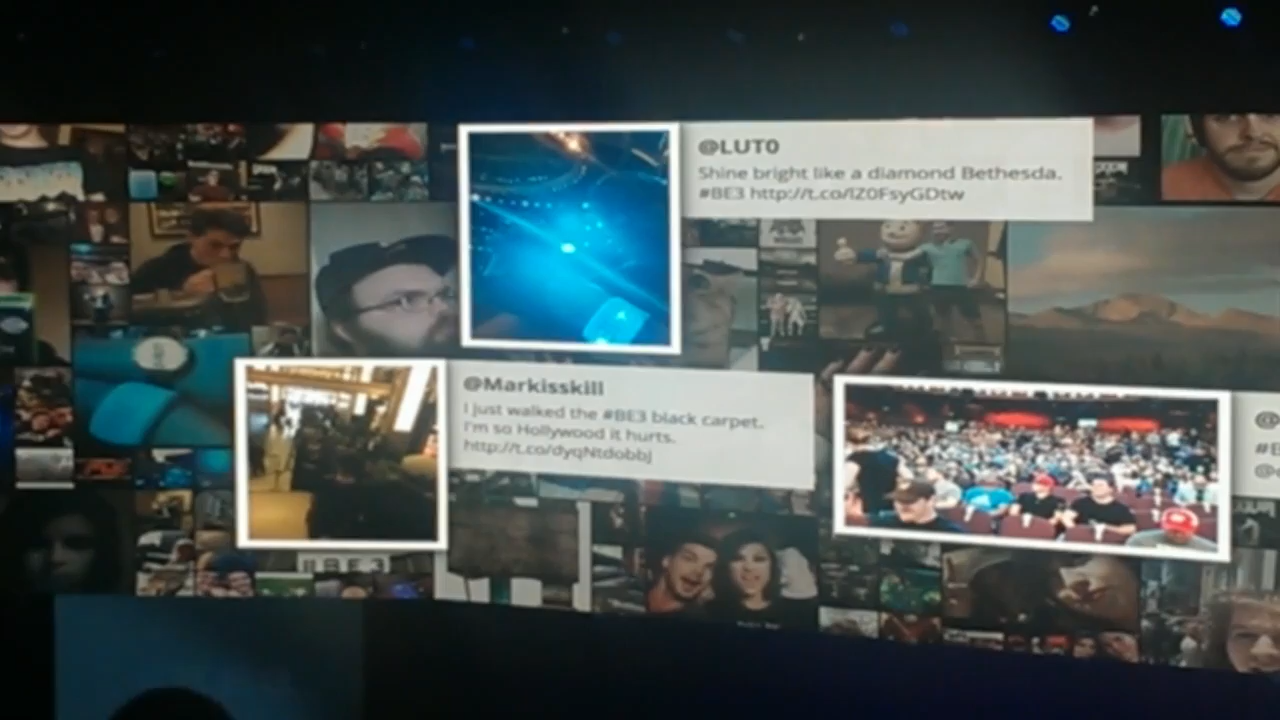 @LUT0
Shine bright like a diamond Bethesda.
#BE3 http://t.co/lZ0FsyGDtw
@Markisskill
I just walked the #BE3 black carpet.
I'm so Hollywood it hurts.
http://t.co/dyqNtdobbJ
#BE3